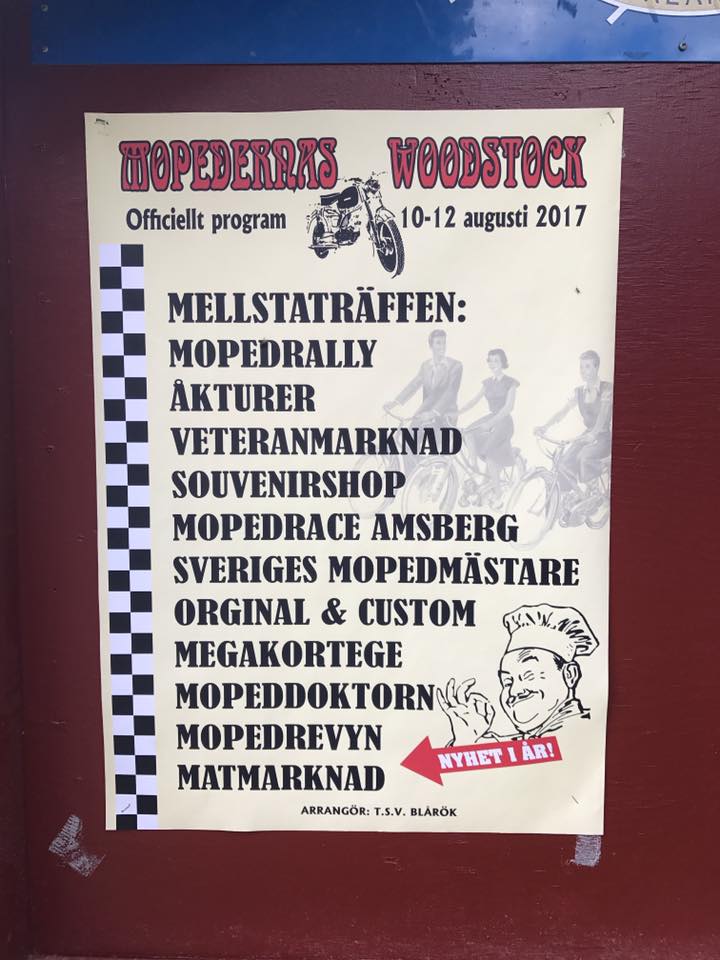 MOPEDERNAS WOODSTOCK
Officiellt program 10-12 augusti 2017
MELLSTATRÄFFEN:
MOPEDRALLY
ÅKTURER
VETERANMARKNAD
SOUVENIRSHOP
MOPEDRACE AMSBERG
SVERIGES MOPEDMÄSTARE
ORGINAL & CUSTOM
MEGAKORTEGE
MOPEDDOKTORN
MOPEDREVYN
NYHET I ÅR!
MATMARKNAD
ARRANGÖR: T.S.V. BLÅRÖK